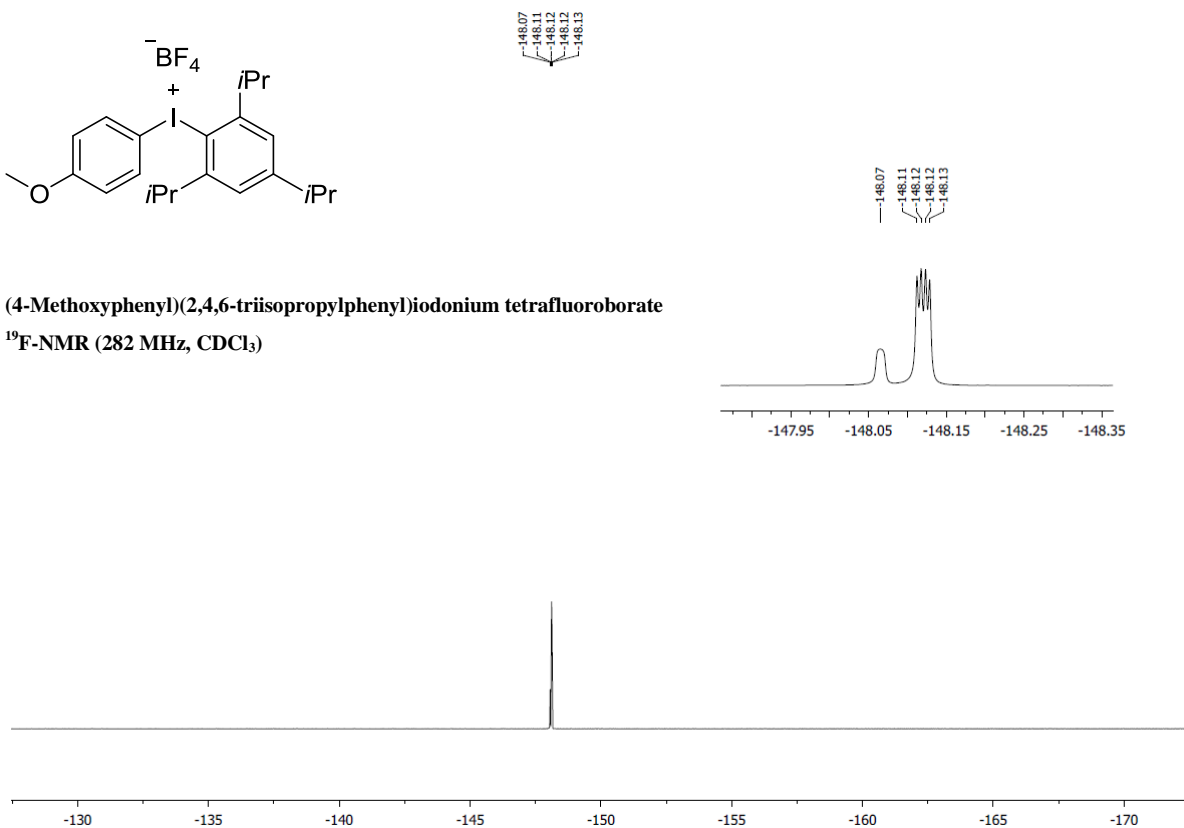 -148.07
-148.11
-148.12
-148.12
-148.13
−
BF4
+
I
iPr
iPr
iPr
O
-148.07
-148.11
-148.12
-148.12
-148.13
(4-Methoxyphenyl)(2,4,6-triisopropylphenyl)iodonium tetrafluoroborate
19F-NMR (282 MHz, CDCl3)
-147.95 -148.05 -148.15 -148.25 -148.35
-130 -135 -140 -145 -150 -155 -160 -165 -170